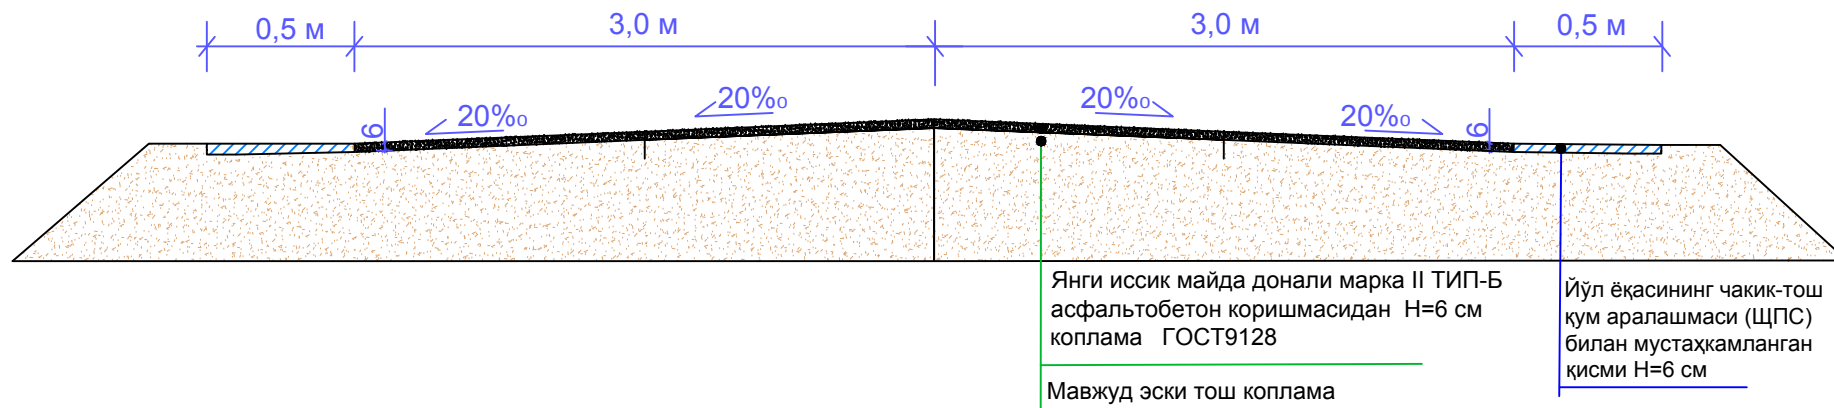 0,5 м 3,0 м 3,0 м 0,5 м
20‰ 20‰ 20‰ 20‰
6 6
Янги иссик майда донали марка II ТИП-Б
асфальтобетон коришмасидан H=6 см
коплама ГОСТ9128
Мавжуд эски тош коплама
Йўл ёқасининг чакик-тош
қум аралашмаси (ЩПС)
билан мустаҳкамланган
қисми H=6 см